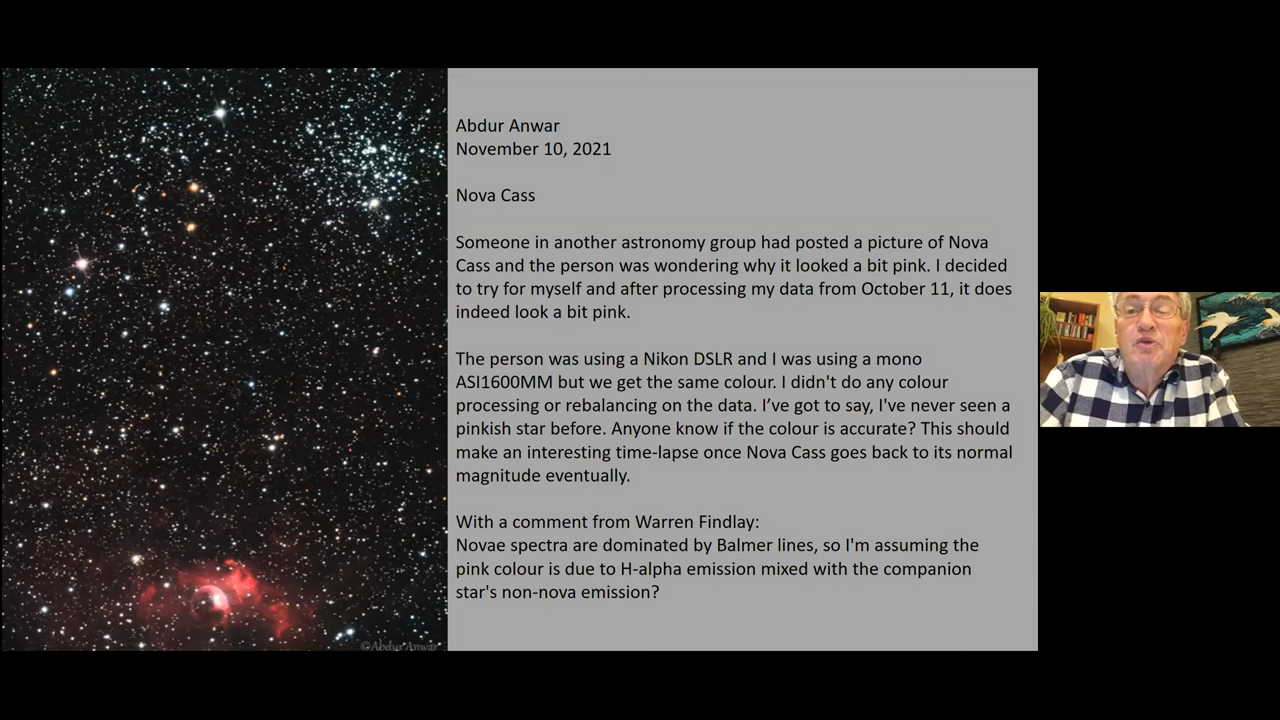 Abdur Anwar
November 10, 2021
Nova Cass
Someone in another astronomy group had posted a picture of Nova
Cass and the person was wondering why it looked a bit pink. I decided
to try for myself and after processing my data from October 11, it does
indeed look a bit pink.
The person was using a Nikon DSLR and I was using a mono
ASI1600MM but we get the same colour. I didn't do any colour
processing or rebalancing on the data. I’ve got to say, I've never seen a
pinkish star before. Anyone know if the colour is accurate? This should
make an interesting time-lapse once Nova Cass goes back to its normal
magnitude eventually.
With a comment from Warren Findlay:
Novae spectra are dominated by Balmer lines, so I'm assuming the
pink colour is due to H-alpha emission mixed with the companion
star's non-nova emission?
©Abdur Anwar